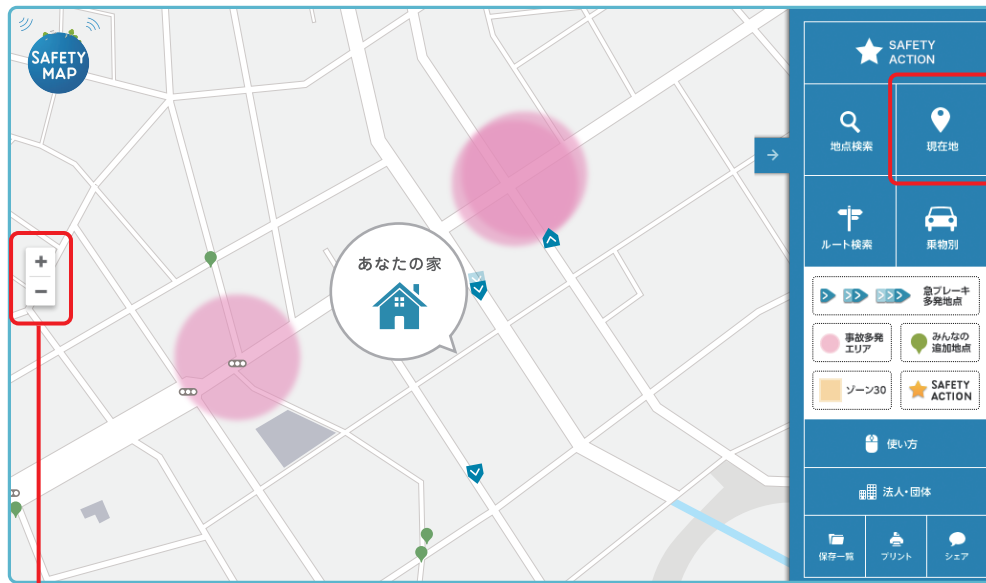 SAFETY
MAP
+
−
あなたの家
SAFETY
ACTION
地点検索
現在地
ルート検索
乗物別
急ブレーキ
多発地点
事故多発
エリア
みんなの
追加地点
ゾーン30
SAFETY
ACTION
使い方
法人・団体
保存一覧
プリント
シェア